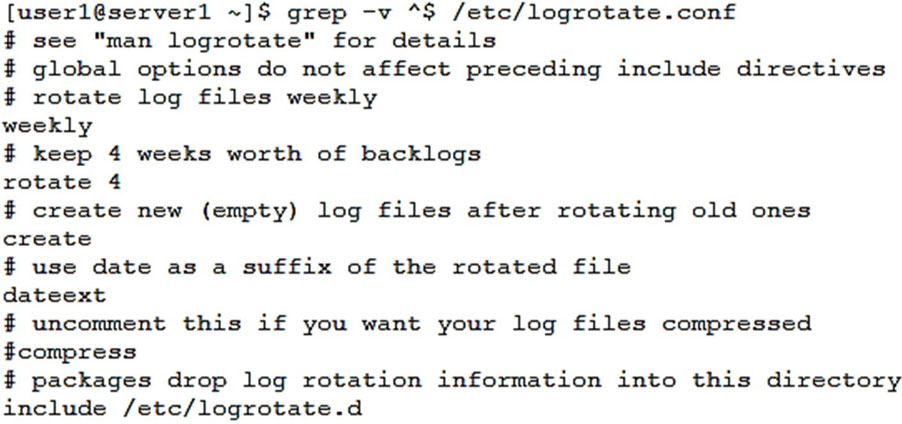 [user1@server1 ~]$ grep -v ^$ /etc/logrotate.conf
# see "man logrotate" for details
# global options do not affect preceding include directives
# rotate log files weekly
weekly
# keep 4 weeks worth of backlogs
rotate 4
# create new (empty) log files after rotating old ones
create
# use date as a suffix of the rotated file
dateext
# uncomment this if you want your log files compressed
#compress
# packages drop log rotation information into this directory
include /etc/logrotate.d